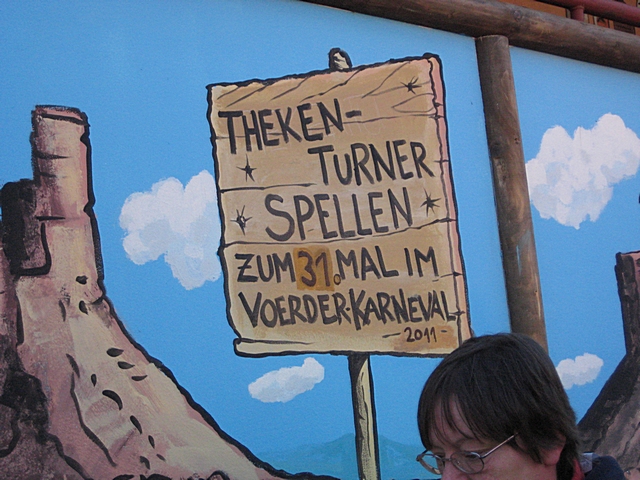 THEKEN-
TURNER
SPELLEN
ZUM 31. MAL IM
VOERDER-KARNEVAL
- 2011 -